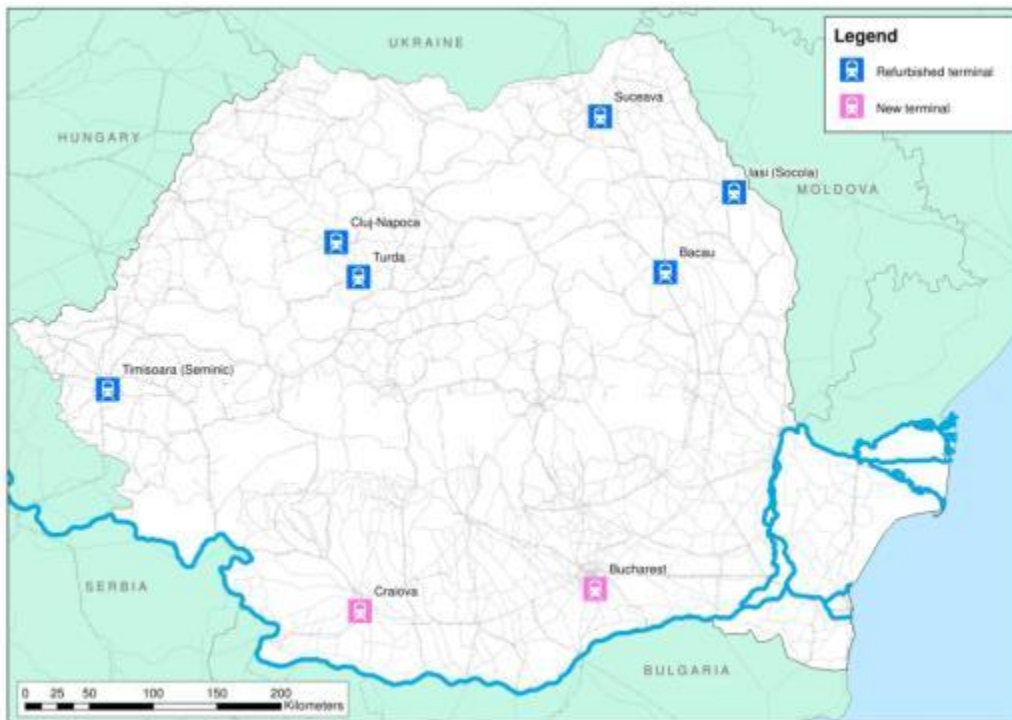 UKRAINE
Legend
Refurbished terminal
New terminal
Suceava
HUNGARY
Iasi (Socola)
MOLDOVA
Cluj-Napoca
Turda
Bacau
Timisoara (Seminic)
Bucharest
SERBIA
Craiova
BULGARIA
0 25 50 100 150 200
Kilometers